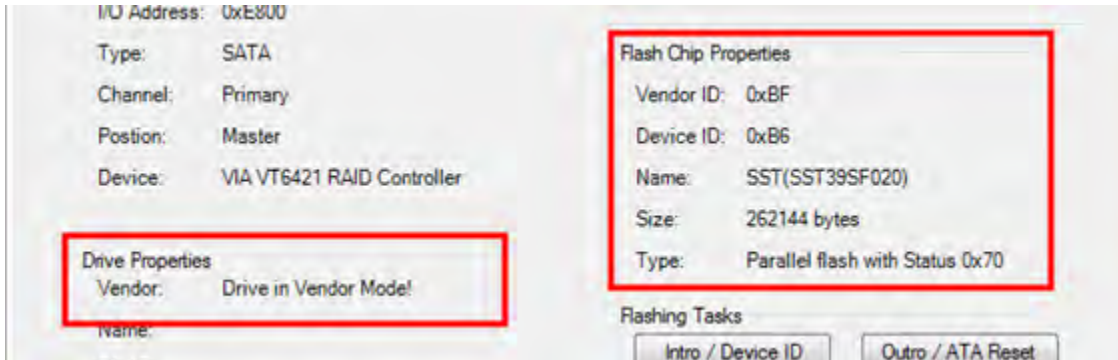 I/O Address: 0xE800
Type: SATA
Channel: Primary
Postion: Master
Device: VIA VT6421 RAID Controller
Drive Properties
Vendor: Drive in Vendor Mode!
Name:
Flash Chip Properties
Vendor ID: 0xBF
Device ID: 0xB6
Name: SST(SST39SF020)
Size: 262144 bytes
Type: Parallel flash with Status 0x70
Flashing Tasks
Intro / Device ID Outro / ATA Reset